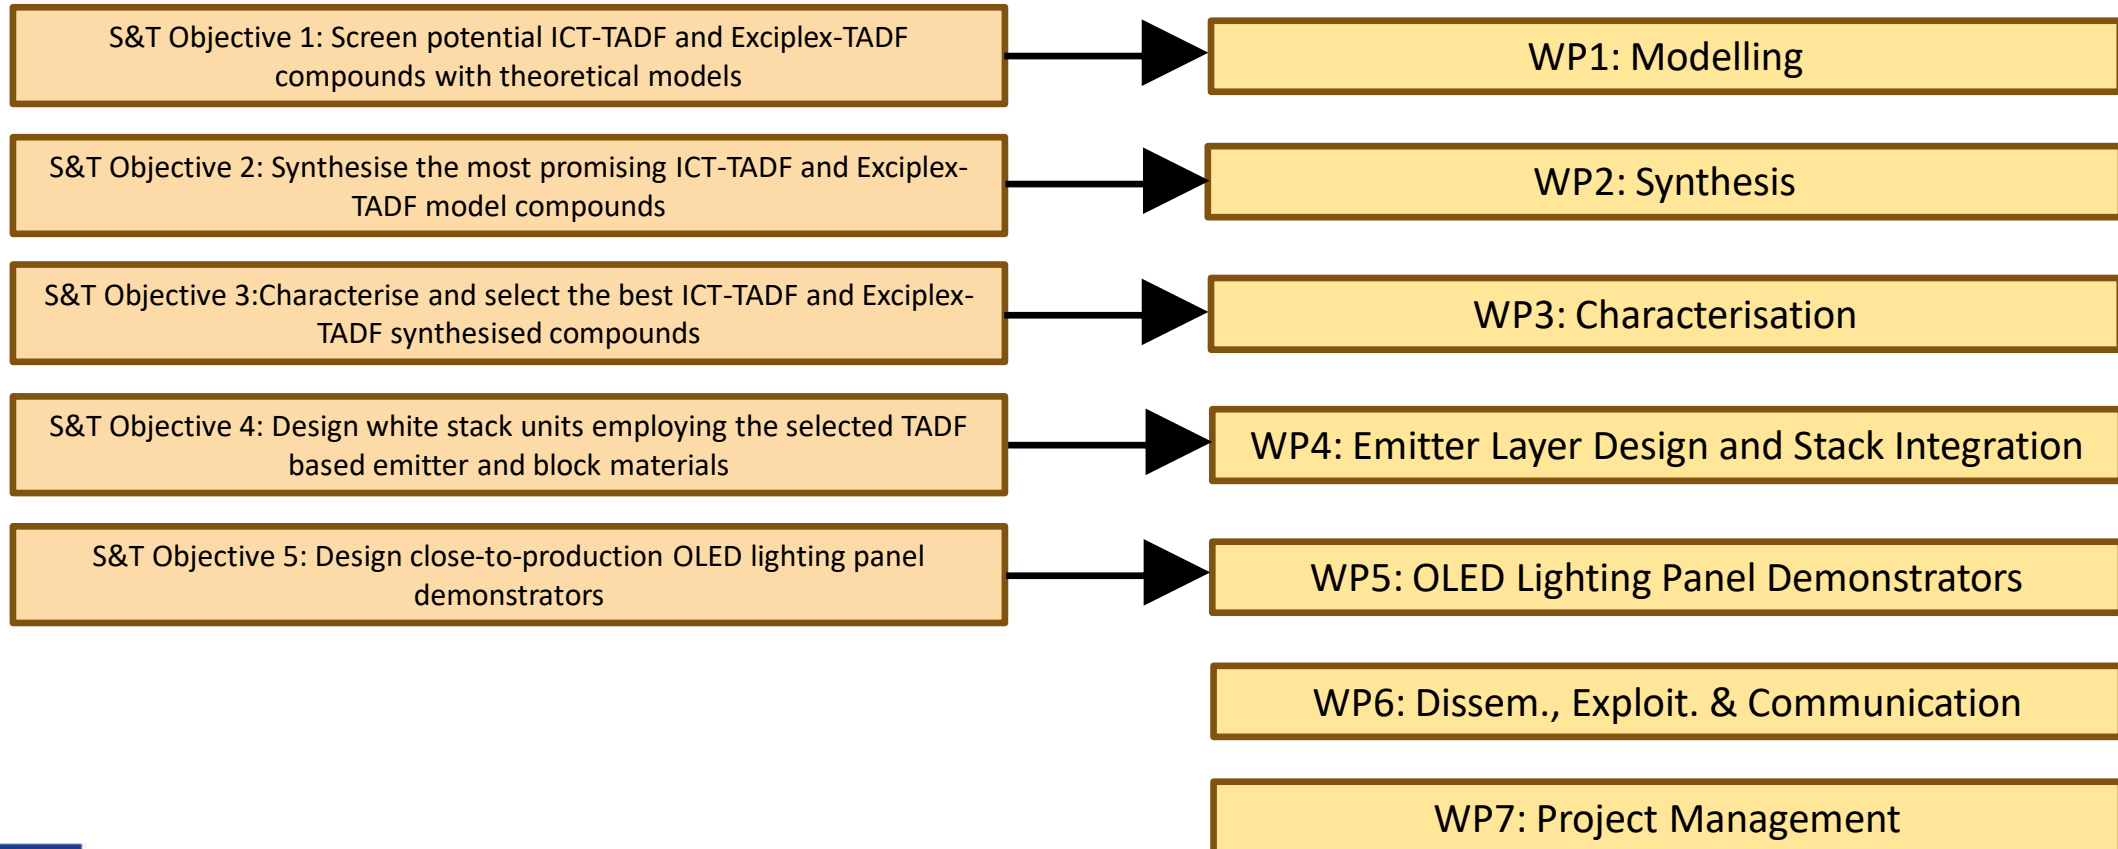 S&T Objective 1: Screen potential ICT-TADF and Exciplex-TADF
compounds with theoretical models
WP1: Modelling
S&T Objective 2: Synthesise the most promising ICT-TADF and Exciplex-
TADF model compounds
WP2: Synthesis
S&T Objective 3:Characterise and select the best ICT-TADF and Exciplex-
TADF synthesised compounds
WP3: Characterisation
S&T Objective 4: Design white stack units employing the selected TADF
based emitter and block materials
WP4: Emitter Layer Design and Stack Integration
S&T Objective 5: Design close-to-production OLED lighting panel
demonstrators
WP5: OLED Lighting Panel Demonstrators
WP6: Dissem., Exploit. & Communication
WP7: Project Management